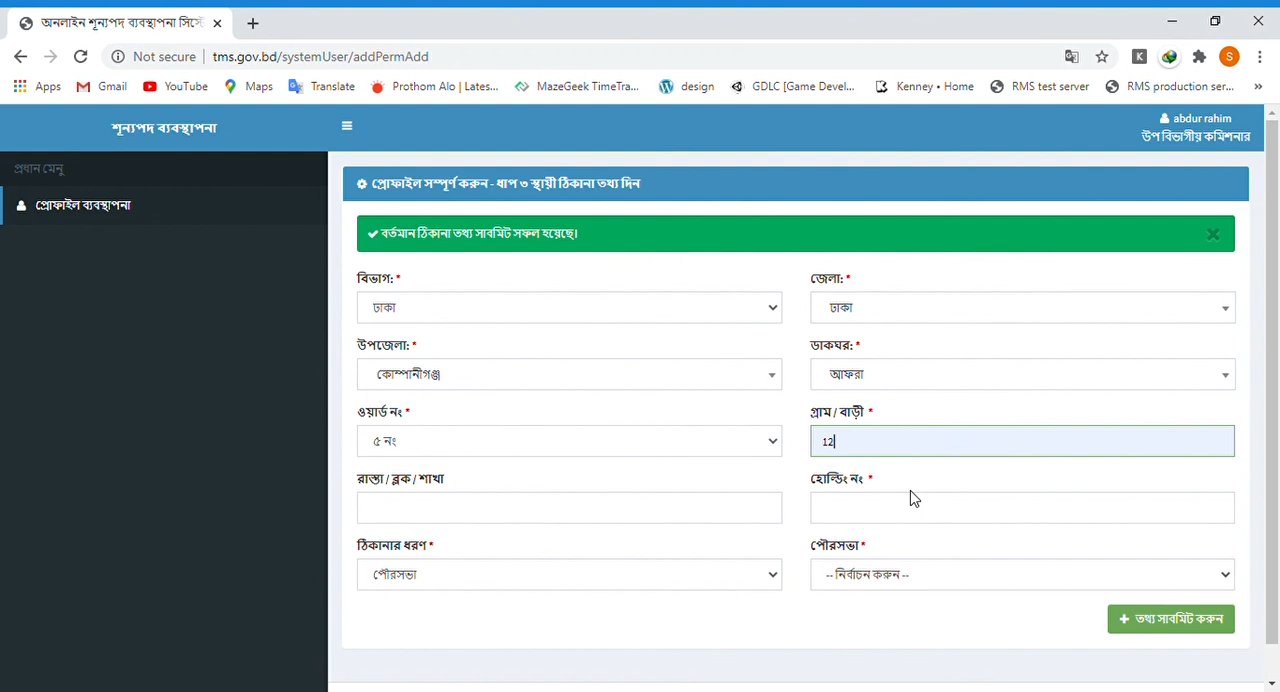 অনলাইন শূন্যপদ ব্যবস্থাপনা সিস্টে
Not secure tms.gov.bd/systemUser/addPermAdd
K S
Apps Gmail YouTube Maps Translate Prothom Alo | Lates... MazeGeek TimeTra... design GDLC [Game Devel... Kenney • Home RMS test server RMS production ser... »
শূন্যপদ ব্যবস্থাপনা
abdur rahim
উপ বিভাগীয় কমিশনার
প্রধান মেনু
প্রোফাইল ব্যবস্থাপনা
প্রোফাইল সম্পূর্ণ করুন - ধাপ ৩ স্থায়ী ঠিকানা তথ্য দিন
বর্তমান ঠিকানা তথ্য সাবমিট সফল হয়েছে।
বিভাগ: * জেলা: *
ঢাকা ঢাকা
উপজেলা: * ডাকঘর: *
কোম্পানীগঞ্জ আফরা
ওয়ার্ড নং * গ্রাম / বাড়ী *
৫ নং 12
রাস্তা / ব্লক / শাখা হোল্ডিং নং *
ঠিকানার ধরণ * পৌরসভা *
পৌরসভা -- নির্বাচন করুন --
+ তথ্য সাবমিট করুন